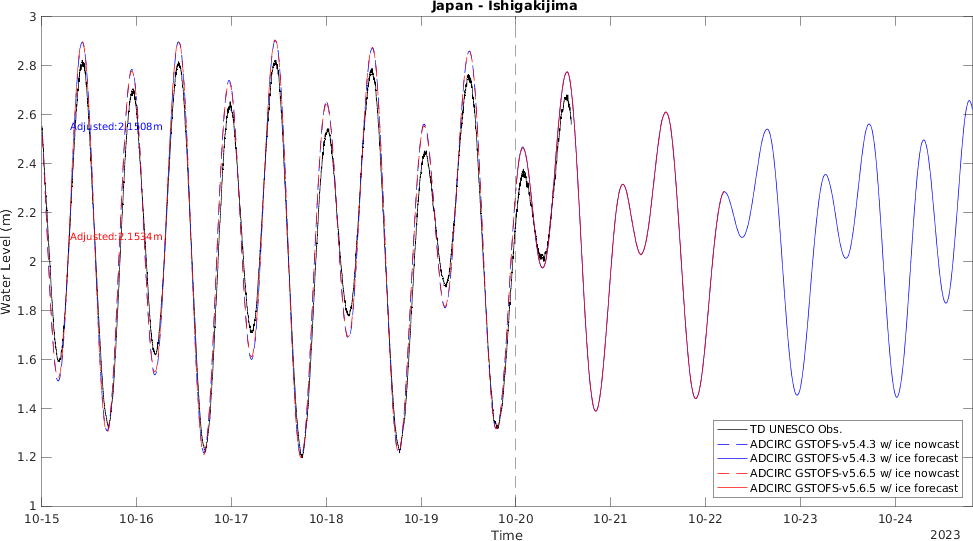 Japan - Ishigakijima
3
2.8
2.6
2.4
2.2
2
1.8
1.6
1.4
1.2
1
Water Level (m)
Adjusted:2.1508m
Adjusted:2.1534m
TD UNESCO Obs.
ADCIRC GSTOFS-v5.4.3 w/ ice nowcast
ADCIRC GSTOFS-v5.4.3 w/ ice forecast
ADCIRC GSTOFS-v5.6.5 w/ ice nowcast
ADCIRC GSTOFS-v5.6.5 w/ ice forecast
10-15 10-16 10-17 10-18 10-19 10-20 10-21 10-22 10-23 10-24
Time
2023